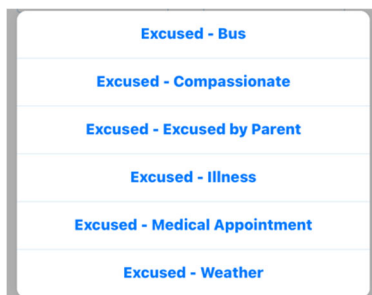 Excused - Bus
Excused - Compassionate
Excused - Excused by Parent
Excused - Illness
Excused - Medical Appointment
Excused - Weather